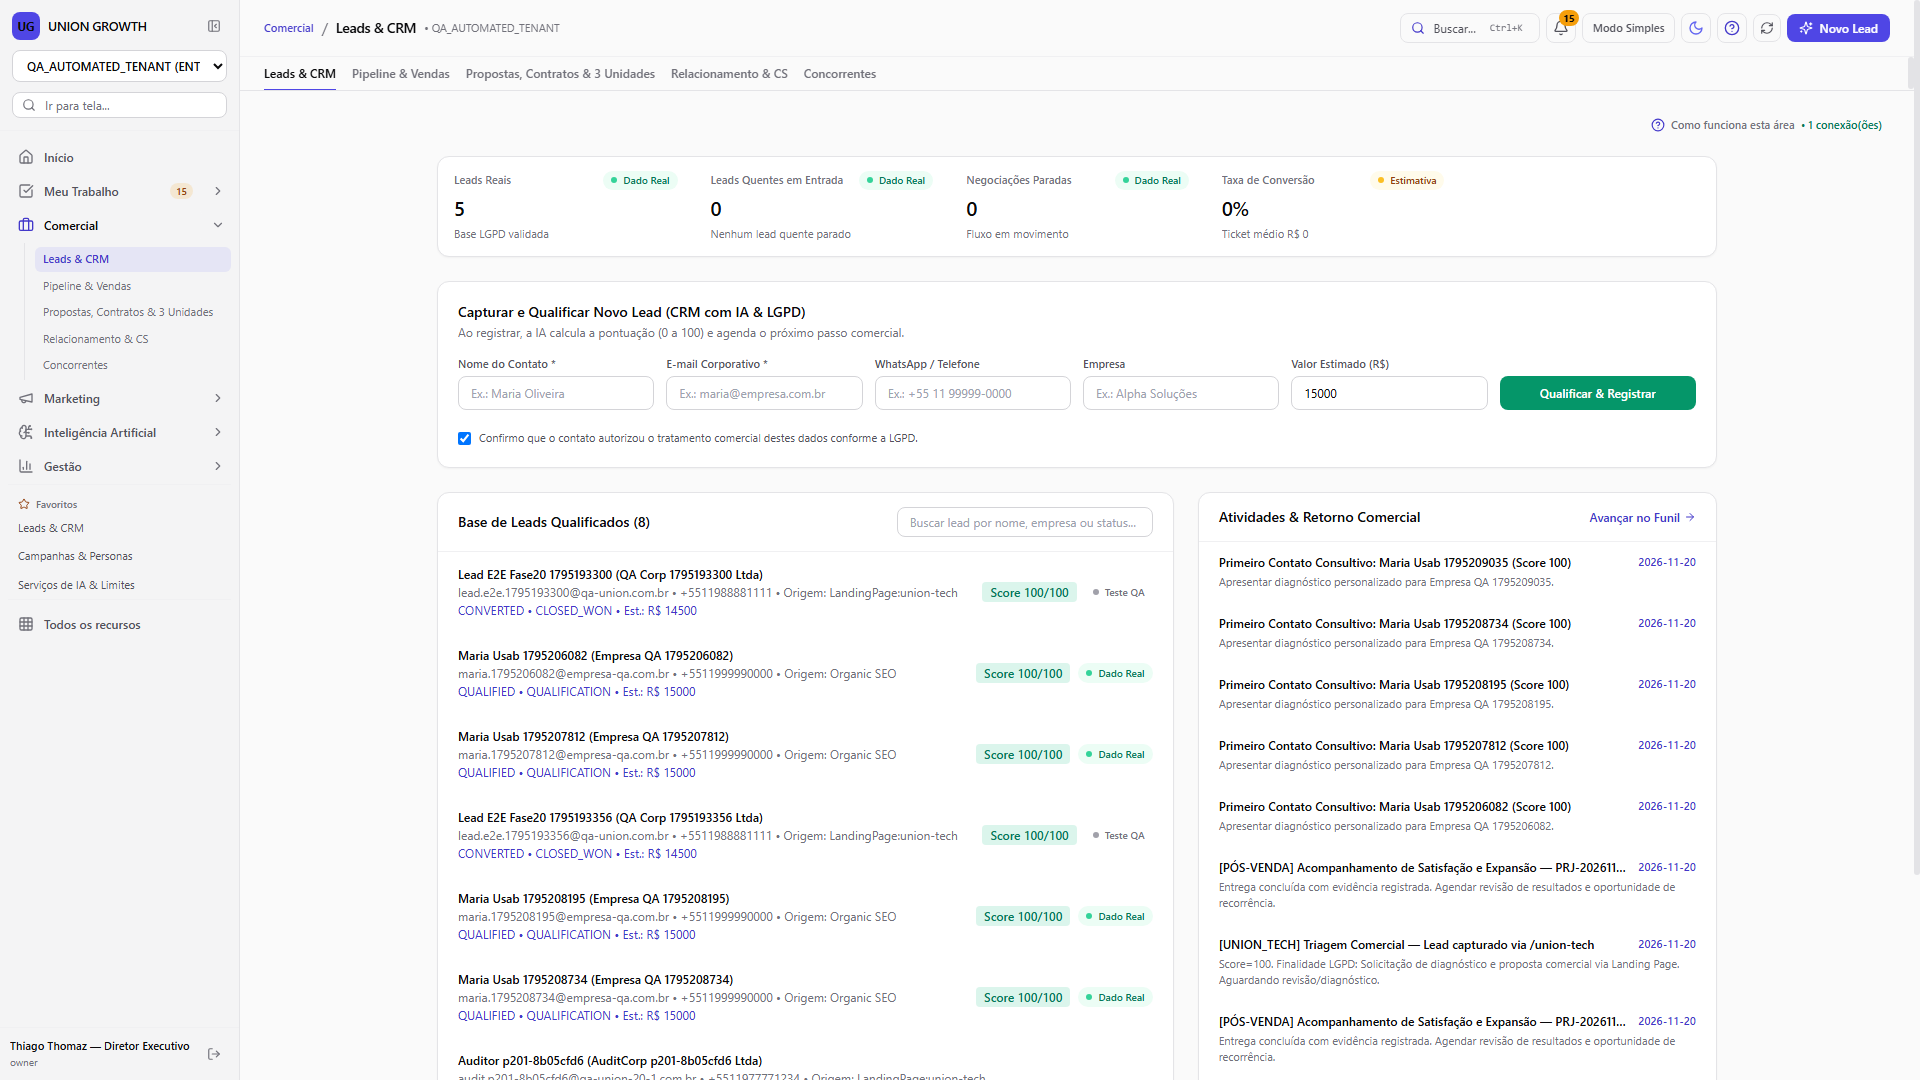 UG UNION GROWTH
QA_AUTOMATED_TENANT (ENT
Ir para tela...
Início
Meu Trabalho 15
Comercial
Leads & CRM
Pipeline & Vendas
Propostas, Contratos & 3 Unidades
Relacionamento & CS
Concorrentes
Marketing
Inteligência Artificial
Gestão
Favoritos
Leads & CRM
Campanhas & Personas
Serviços de IA & Limites
Todos os recursos
Thiago Thomaz — Diretor Executivo
owner
Comercial / Leads & CRM • QA_AUTOMATED_TENANT
Buscar... Ctrl+K
15
Modo Simples
Novo Lead
Leads & CRM Pipeline & Vendas Propostas, Contratos & 3 Unidades Relacionamento & CS Concorrentes
Como funciona esta área • 1 conexão(ões)
Leads Reais Dado Real
5
Base LGPD validada
Leads Quentes em Entrada Dado Real
0
Nenhum lead quente parado
Negociações Paradas Dado Real
0
Fluxo em movimento
Taxa de Conversão Estimativa
0%
Ticket médio R$ 0
Capturar e Qualificar Novo Lead (CRM com IA & LGPD)
Ao registrar, a IA calcula a pontuação (0 a 100) e agenda o próximo passo comercial.
Nome do Contato *
Ex.: Maria Oliveira
E-mail Corporativo *
Ex.: maria@empresa.com.br
WhatsApp / Telefone
Ex.: +55 11 99999-0000
Empresa
Ex.: Alpha Soluções
Valor Estimado (R$)
15000
Qualificar & Registrar
Confirmo que o contato autorizou o tratamento comercial destes dados conforme a LGPD.
Base de Leads Qualificados (8)
Buscar lead por nome, empresa ou status...
Lead E2E Fase20 1795193300 (QA Corp 1795193300 Ltda)
lead.e2e.1795193300@qa-union.com.br • +5511988881111 • Origem: LandingPage:union-tech
CONVERTED • CLOSED_WON • Est.: R$ 14500
Score 100/100 Teste QA
Maria Usab 1795206082 (Empresa QA 1795206082)
maria.1795206082@empresa-qa.com.br • +5511999990000 • Origem: Organic SEO
QUALIFIED • QUALIFICATION • Est.: R$ 15000
Score 100/100 Dado Real
Maria Usab 1795207812 (Empresa QA 1795207812)
maria.1795207812@empresa-qa.com.br • +5511999990000 • Origem: Organic SEO
QUALIFIED • QUALIFICATION • Est.: R$ 15000
Score 100/100 Dado Real
Lead E2E Fase20 1795193356 (QA Corp 1795193356 Ltda)
lead.e2e.1795193356@qa-union.com.br • +5511988881111 • Origem: LandingPage:union-tech
CONVERTED • CLOSED_WON • Est.: R$ 14500
Score 100/100 Teste QA
Maria Usab 1795208195 (Empresa QA 1795208195)
maria.1795208195@empresa-qa.com.br • +5511999990000 • Origem: Organic SEO
QUALIFIED • QUALIFICATION • Est.: R$ 15000
Score 100/100 Dado Real
Maria Usab 1795208734 (Empresa QA 1795208734)
maria.1795208734@empresa-qa.com.br • +5511999990000 • Origem: Organic SEO
QUALIFIED • QUALIFICATION • Est.: R$ 15000
Score 100/100 Dado Real
Auditor p201-8b05cfd6 (AuditCorp p201-8b05cfd6 Ltda)
audit.p201-8b05cfd6@qa-union-20-1.com.br • +5511977771234 • Origem: LandingPage:union-tech
Atividades & Retorno Comercial
Avançar no Funil
Primeiro Contato Consultivo: Maria Usab 1795209035 (Score 100) 2026-11-20
Apresentar diagnóstico personalizado para Empresa QA 1795209035.
Primeiro Contato Consultivo: Maria Usab 1795208734 (Score 100) 2026-11-20
Apresentar diagnóstico personalizado para Empresa QA 1795208734.
Primeiro Contato Consultivo: Maria Usab 1795208195 (Score 100) 2026-11-20
Apresentar diagnóstico personalizado para Empresa QA 1795208195.
Primeiro Contato Consultivo: Maria Usab 1795207812 (Score 100) 2026-11-20
Apresentar diagnóstico personalizado para Empresa QA 1795207812.
Primeiro Contato Consultivo: Maria Usab 1795206082 (Score 100) 2026-11-20
Apresentar diagnóstico personalizado para Empresa QA 1795206082.
[PÓS-VENDA] Acompanhamento de Satisfação e Expansão — PRJ-202611... 2026-11-20
Entrega concluída com evidência registrada. Agendar revisão de resultados e oportunidade de
recorrência.
[UNION_TECH] Triagem Comercial — Lead capturado via /union-tech 2026-11-20
Score=100. Finalidade LGPD: Solicitação de diagnóstico e proposta comercial via Landing Page.
Aguardando revisão/diagnóstico.
[PÓS-VENDA] Acompanhamento de Satisfação e Expansão — PRJ-202611... 2026-11-20
Entrega concluída com evidência registrada. Agendar revisão de resultados e oportunidade de
recorrência.